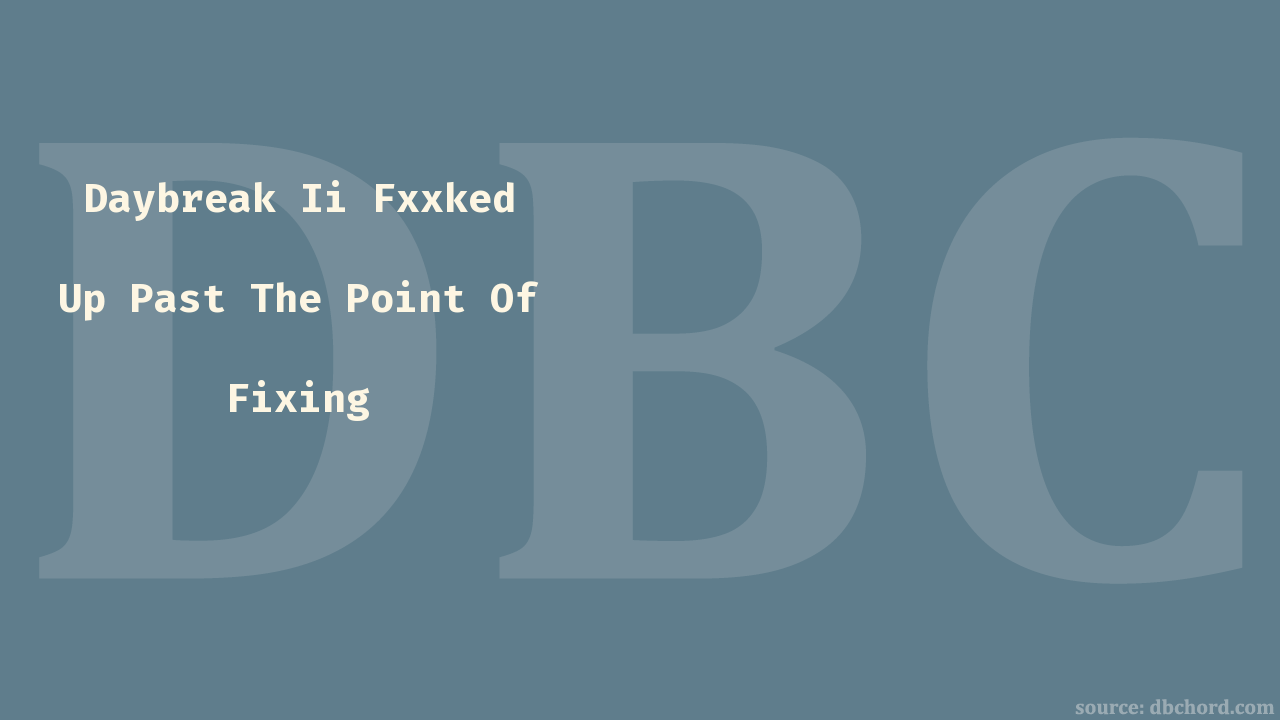 DBC
Daybreak Ii Fxxked
Up Past The Point Of
Fixing
source: dbchord.com